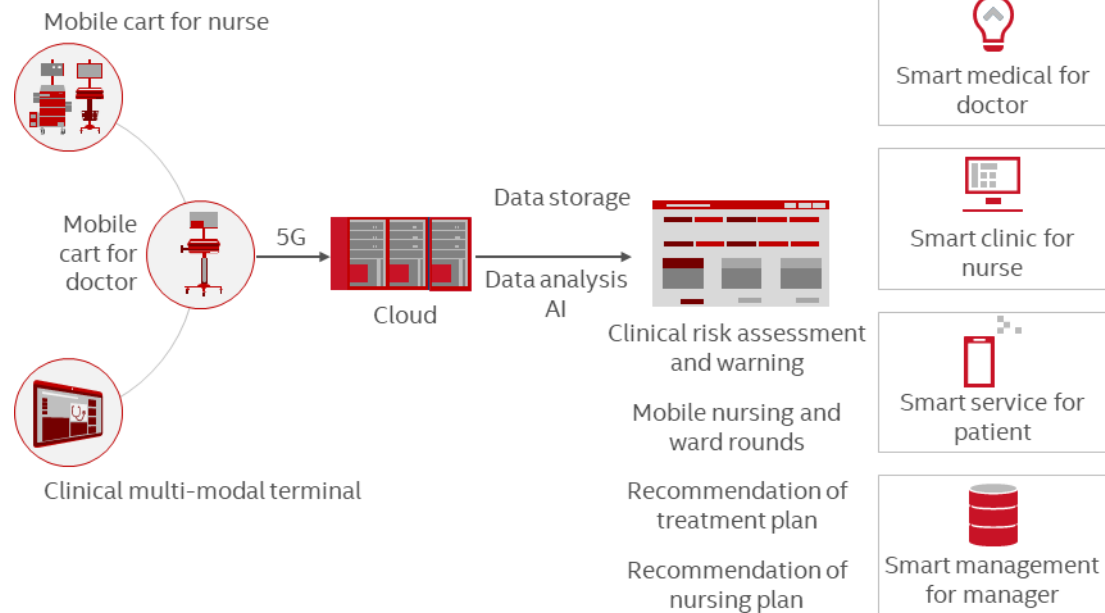 Mobile cart for nurse
Mobile
cart for
doctor
Clinical multi-modal terminal
5G
Cloud
Data storage
Data analysis
AI
Clinical risk assessment
and warning
Mobile nursing and
ward rounds
Recommendation of
treatment plan
Recommendation of
nursing plan
Smart medical for
doctor
Smart clinic for
nurse
Smart service for
patient
Smart management
for manager